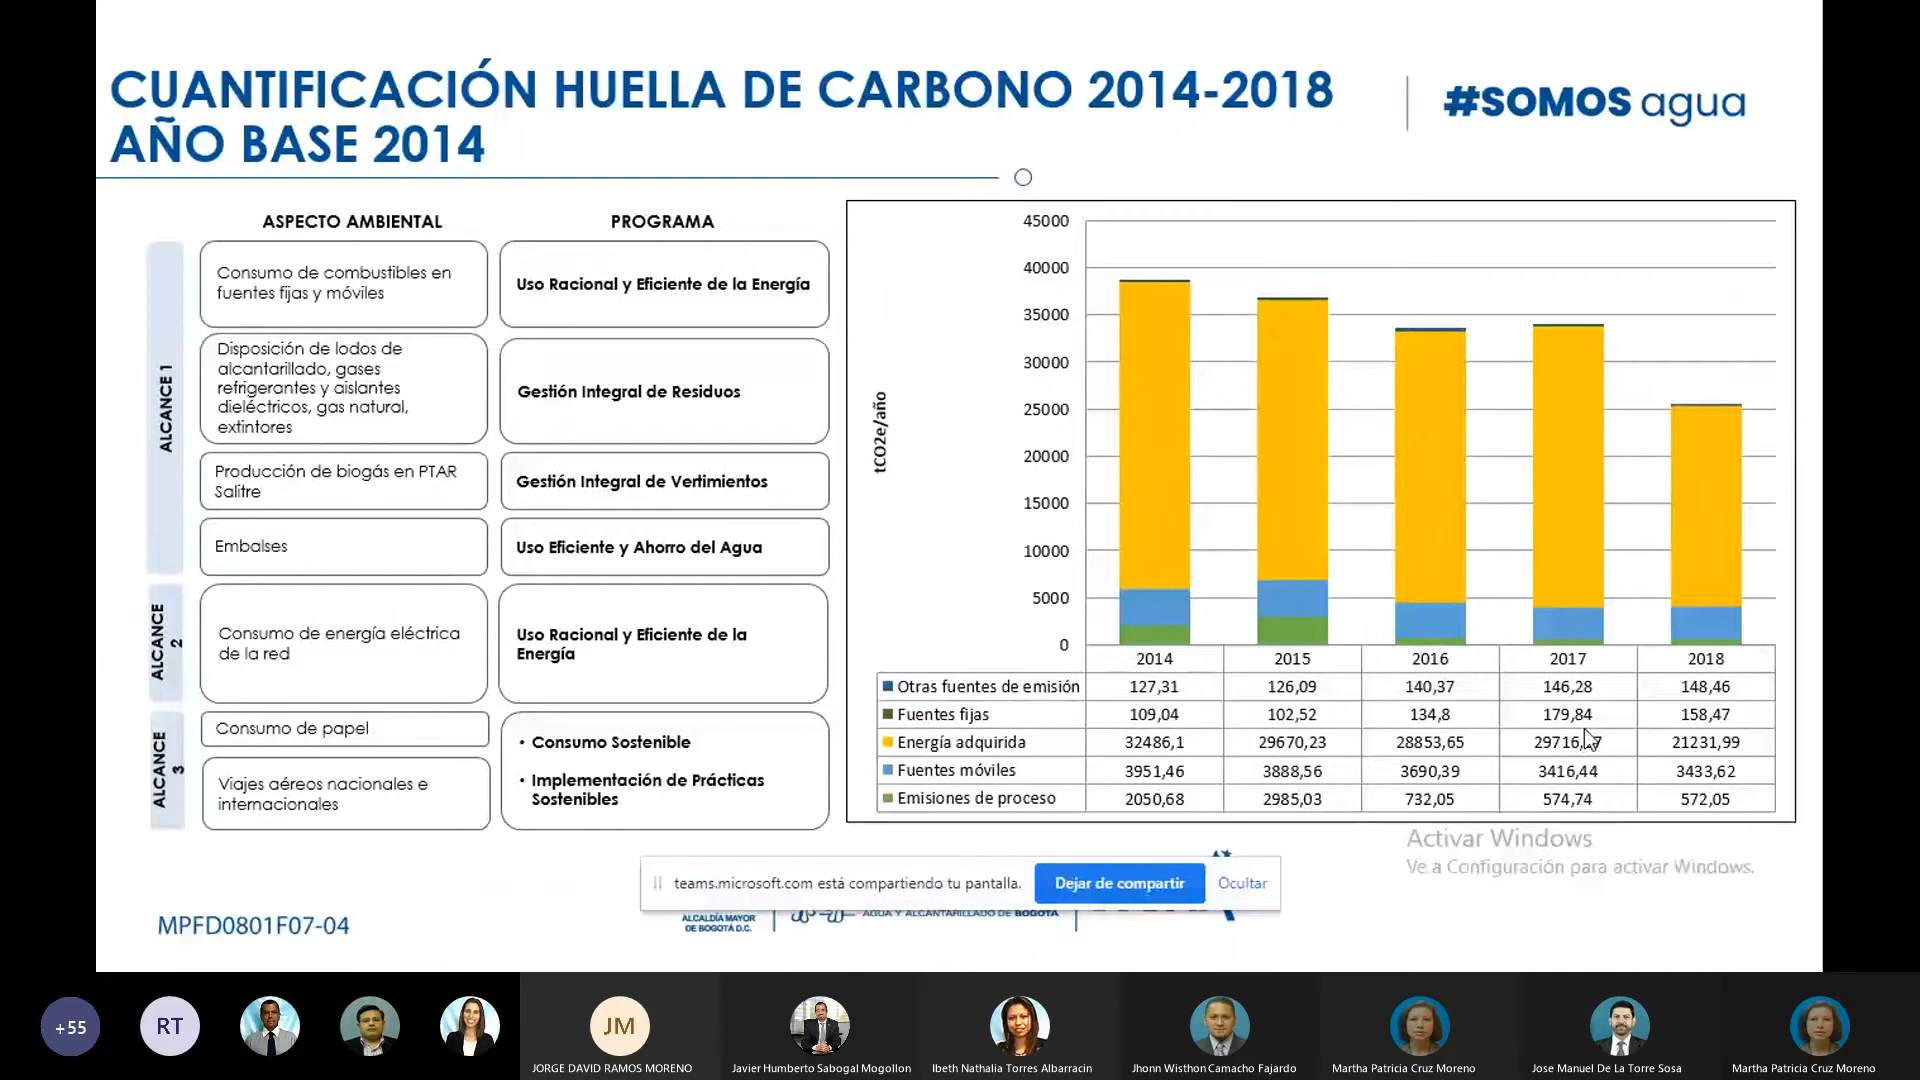 CUANTIFICACIÓN HUELLA DE CARBONO 2014-2018
AÑO BASE 2014
#SOMOS agua
ASPECTO AMBIENTAL
PROGRAMA
ALCANCE 1
Consumo de combustibles en
fuentes fijas y móviles
Uso Racional y Eficiente de la Energía
Disposición de lodos de
alcantarillado, gases
refrigerantes y aislantes
dieléctricos, gas natural,
extintores
Gestión Integral de Residuos
Producción de biogás en PTAR
Salitre
Gestión Integral de Vertimientos
Embalses
Uso Eficiente y Ahorro del Agua
ALCANCE
2
Consumo de energía eléctrica
de la red
Uso Racional y Eficiente de la
Energía
ALCANCE
3
Consumo de papel
Viajes aéreos nacionales e
internacionales
• Consumo Sostenible
• Implementación de Prácticas
Sostenibles
tCO2e/año
45000
40000
35000
30000
25000
20000
15000
10000
5000
0
2014 2015 2016 2017 2018
Otras fuentes de emisión 127,31 126,09 140,37 146,28 148,46
Fuentes fijas 109,04 102,52 134,8 179,84 158,47
Energía adquirida 32486,1 29670,23 28853,65 21231,99
Fuentes móviles 3951,46 3888,56 3690,39 3416,44 3433,62
Emisiones de proceso 2050,68 2985,03 732,05 574,74 572,05
Activar Windows
Ve a Configuración para activar Windows.
teams.microsoft.com está compartiendo tu pantalla.
Dejar de compartir
Ocultar
MPFD0801F07-04
ALCALDÍA MAYOR
DE BOGOTÁ D.C.
AGUA Y ALCANTARILLADO DE BOGOTÁ
+55
RT
JM
JORGE DAVID RAMOS MORENO
Javier Humberto Sabogal Mogollon
Ibeth Nathalia Torres Albarracin
Jhonn Wisthon Camacho Fajardo
Martha Patricia Cruz Moreno
Jose Manuel De La Torre Sosa
Martha Patricia Cruz Moreno